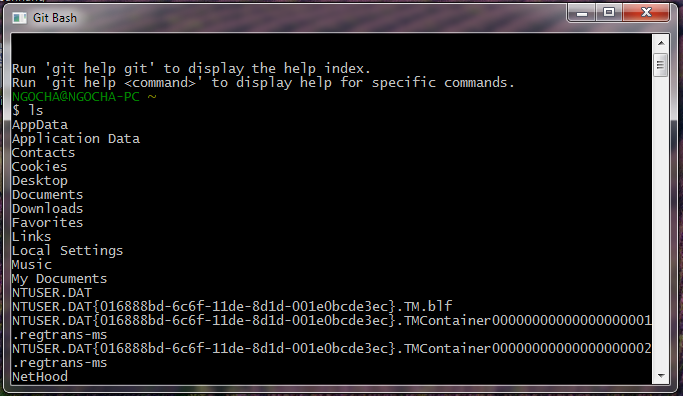 Git Bash
Run 'git help git' to display the help index.
Run 'git help <command>' to display help for specific commands.
NGOCHA@NGOCHA-PC ~
$ ls
AppData
Application Data
Contacts
Cookies
Desktop
Documents
Downloads
Favorites
Links
Local Settings
Music
My Documents
NTUSER.DAT
NTUSER.DAT{016888bd-6c6f-11de-8d1d-001e0bcde3ec}.TM.blf
NTUSER.DAT{016888bd-6c6f-11de-8d1d-001e0bcde3ec}.TMContainer00000000000000000001
.regtrans-ms
NTUSER.DAT{016888bd-6c6f-11de-8d1d-001e0bcde3ec}.TMContainer00000000000000000002
.regtrans-ms
NetHood